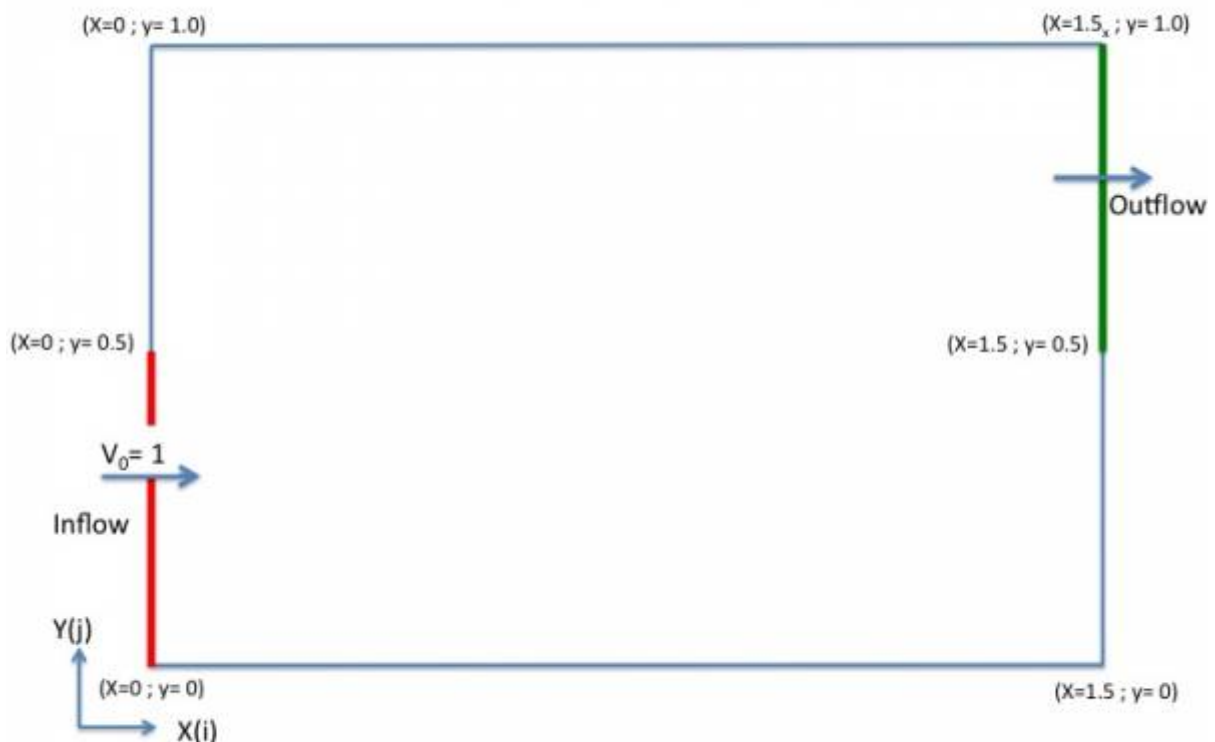 (X=0 ; y= 1.0)
(X=1.5ₓ ; y= 1.0)
Outflow
(X=0 ; y= 0.5)
(X=1.5 ; y= 0.5)
V₀= 1
Inflow
Y(j)
(X=0 ; y= 0)
(X=1.5 ; y= 0)
X(i)